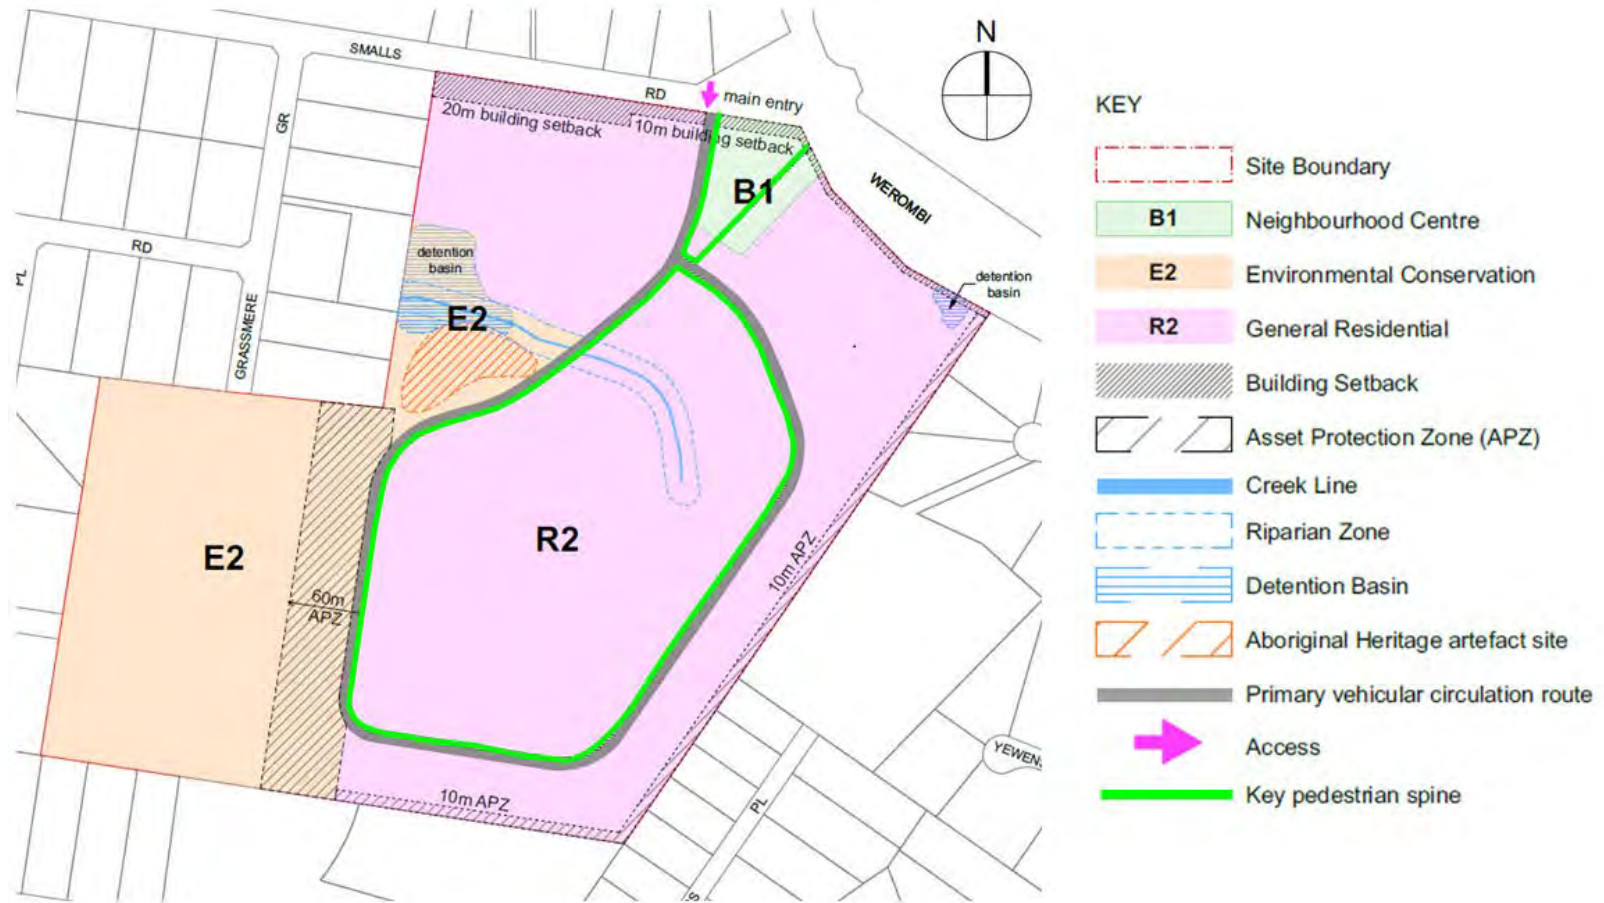 SMALLS
RD
main entry
N
20m building setback
10m building setback
B1
WEROMBI
GR
RD
PL
GRASSMERE
detention
basin
E2
detention
basin
R2
E2
60m
APZ
10m APZ
10m APZ
PL
S
YEWENS
KEY
Site Boundary
B1 Neighbourhood Centre
E2 Environmental Conservation
R2 General Residential
Building Setback
Asset Protection Zone (APZ)
Creek Line
Riparian Zone
Detention Basin
Aboriginal Heritage artefact site
Primary vehicular circulation route
Access
Key pedestrian spine